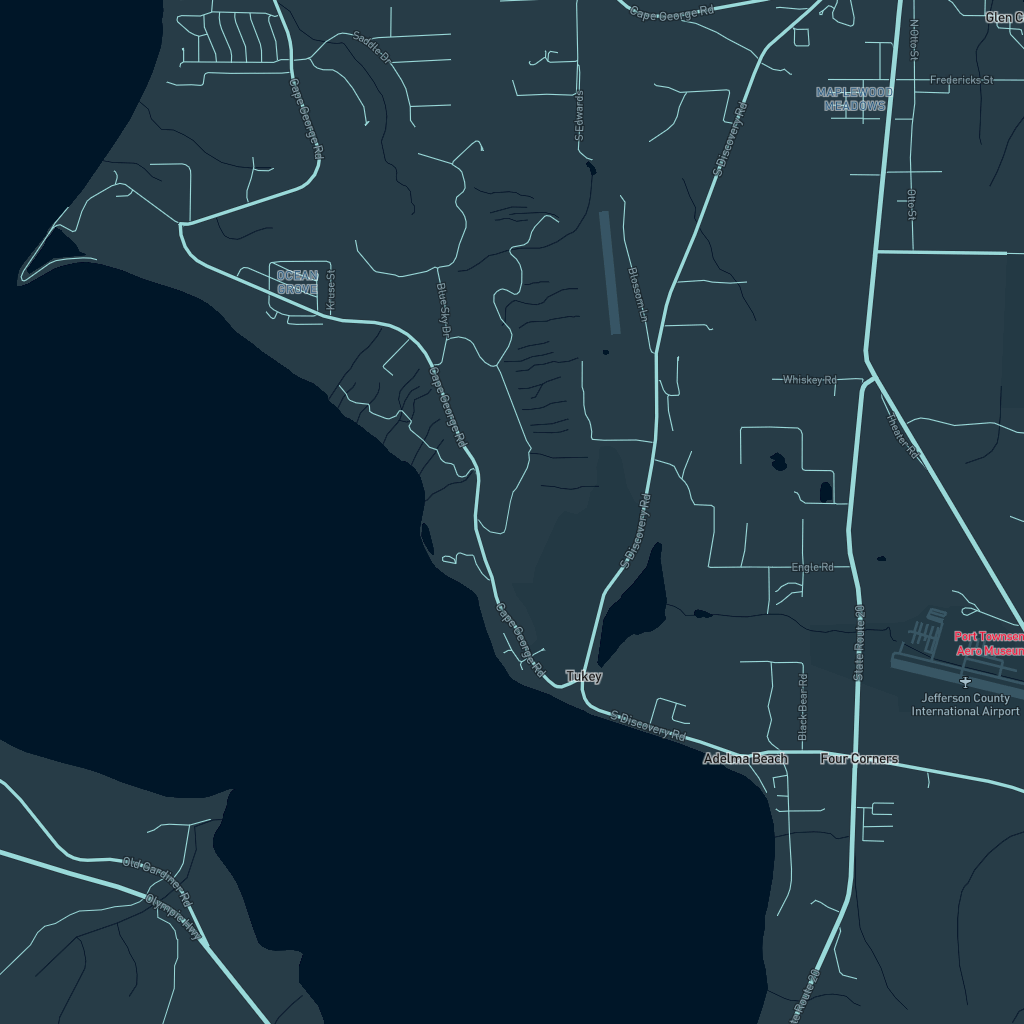 Cape George Rd
Glen C
Saddle Dr
N Otto St
Fredericks St
MAPLEWOOD
MEADOWS
Cape George Rd
S Edwards
S Discovery Rd
Otto St
OCEAN
GROVE
Kruse St
Blue Sky Dr
Blossom Ln
Whiskey Rd
Cape George Rd
Theater Rd
S Discovery Rd
Engle Rd
State Route 20
Cape George Rd
Port Townsen
Aero Museum
Tukey
Black Bear Rd
Jefferson County
International Airport
S Discovery Rd
Adelma Beach
Four Corners
Old Gardiner Rd
Olympic Hwy
te Route 20